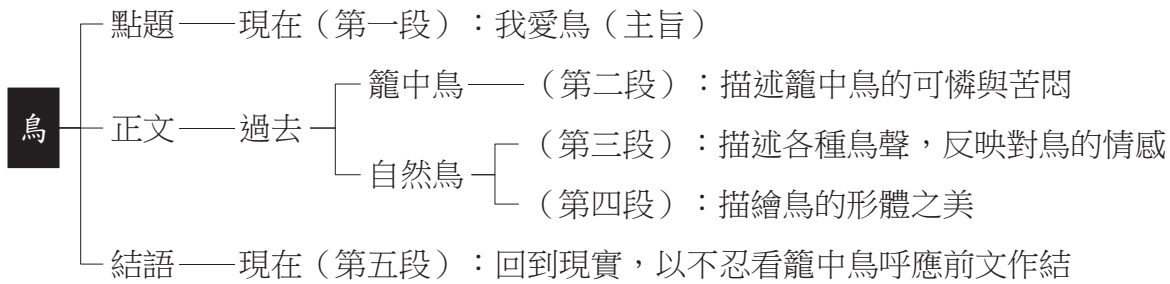 點題 現在（第一段）：我愛鳥（主旨）
籠中鳥 （第二段）：描述籠中鳥的可憐與苦悶
鳥 正文 過去
（第三段）：描述各種鳥聲，反映對鳥的情感
自然鳥
（第四段）：描繪鳥的形體之美
結語 現在（第五段）：回到現實，以不忍看籠中鳥呼應前文作結